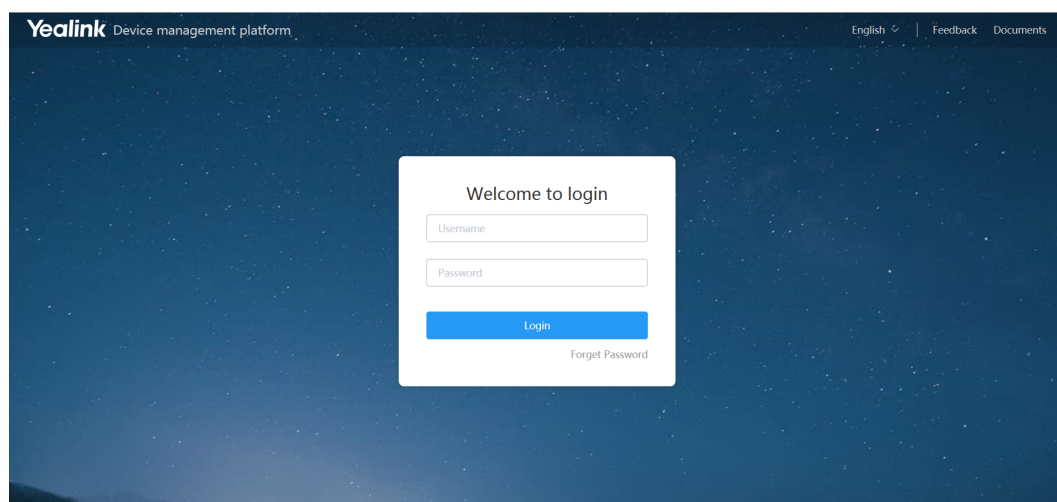 Yealink Device management platform English Feedback Documents
Welcome to login
Username
Password
Login
Forget Password